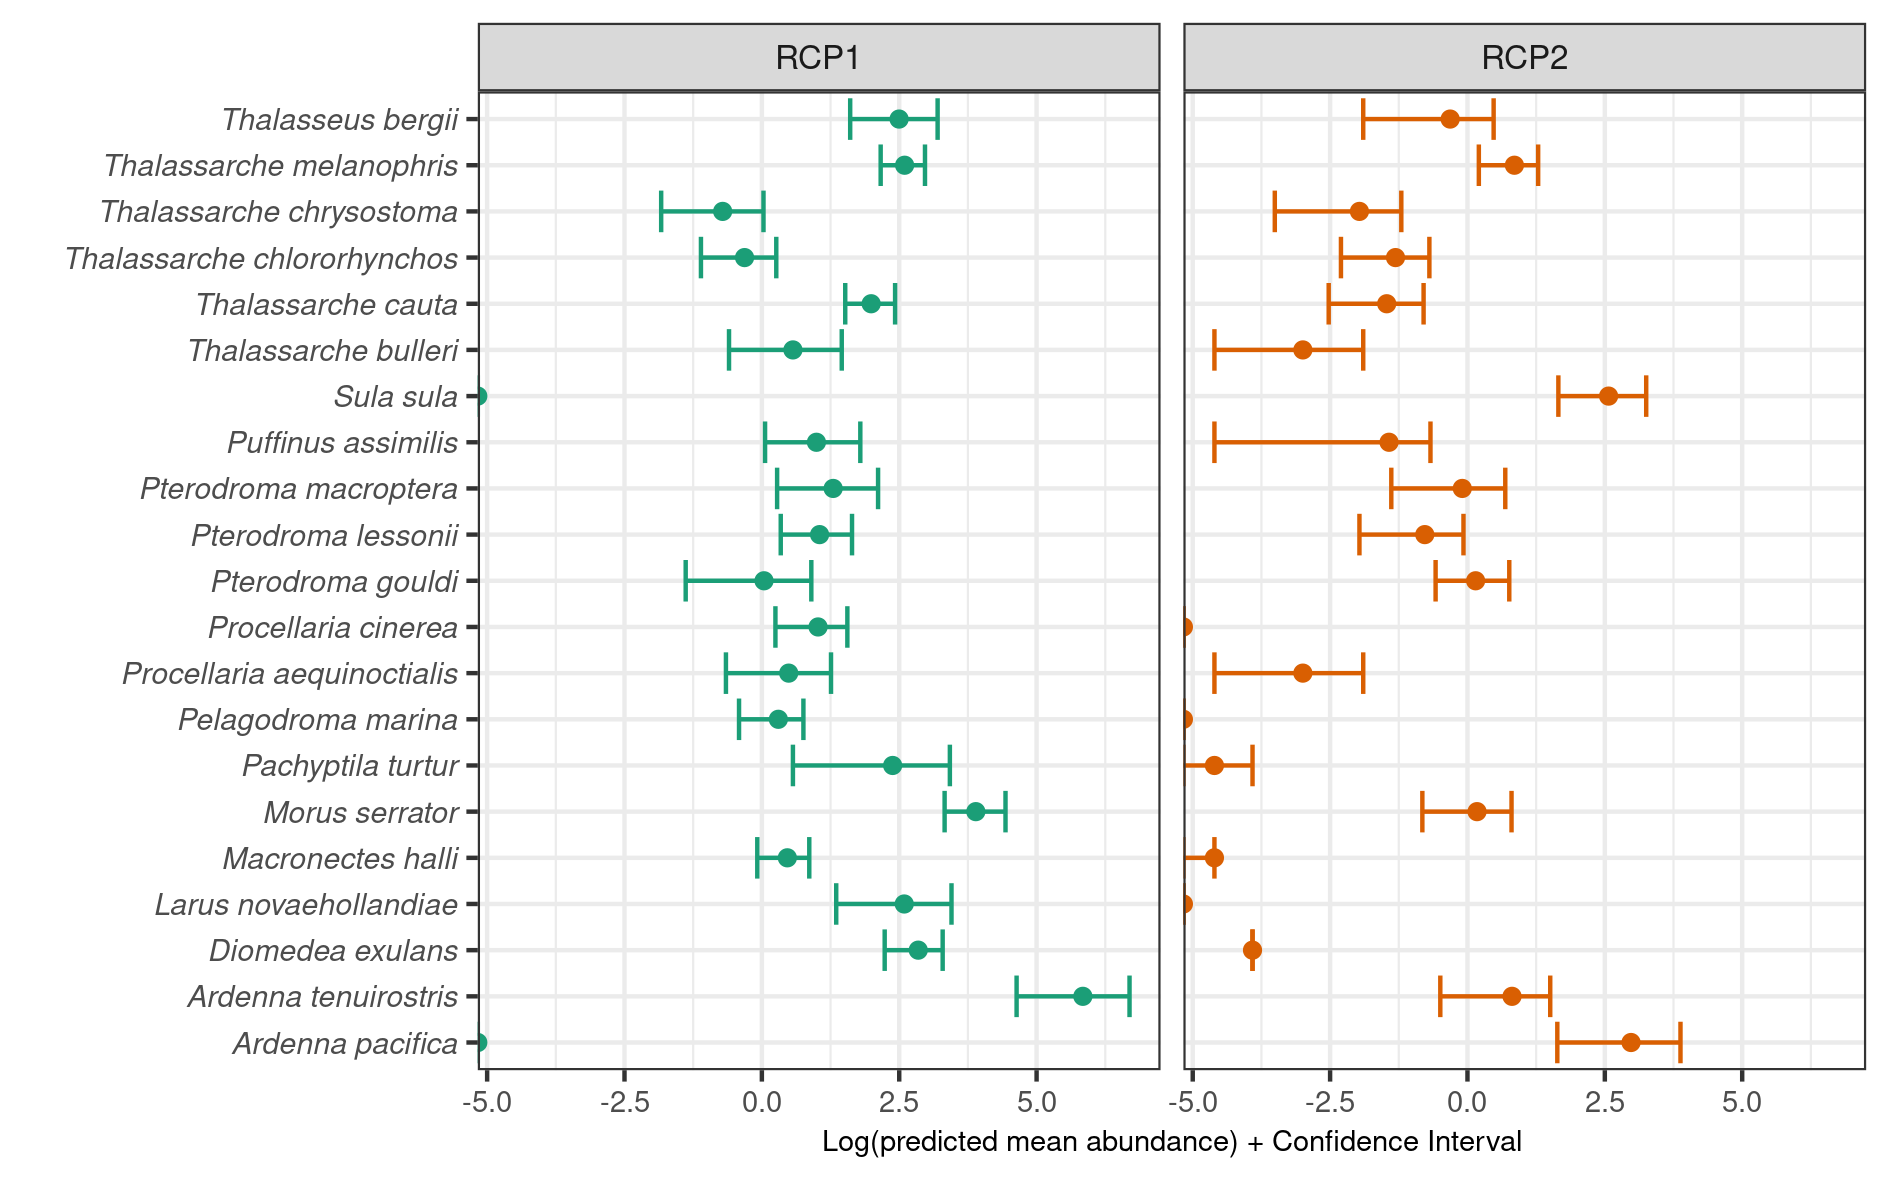 RCP1
RCP2
Thalasseus bergii
Thalassarche melanophris
Thalassarche chrysostoma
Thalassarche chlororhynchos
Thalassarche cauta
Thalassarche bulleri
Sula sula
Puffinus assimilis
Pterodroma macroptera
Pterodroma lessonii
Pterodroma gouldi
Procellaria cinerea
Procellaria aequinoctialis
Pelagodroma marina
Pachyptila turtur
Morus serrator
Macronectes halli
Larus novaehollandiae
Diomedea exulans
Ardenna tenuirostris
Ardenna pacifica
-5.0 -2.5 0.0 2.5 5.0 -5.0 -2.5 0.0 2.5 5.0
Log(predicted mean abundance) + Confidence Interval